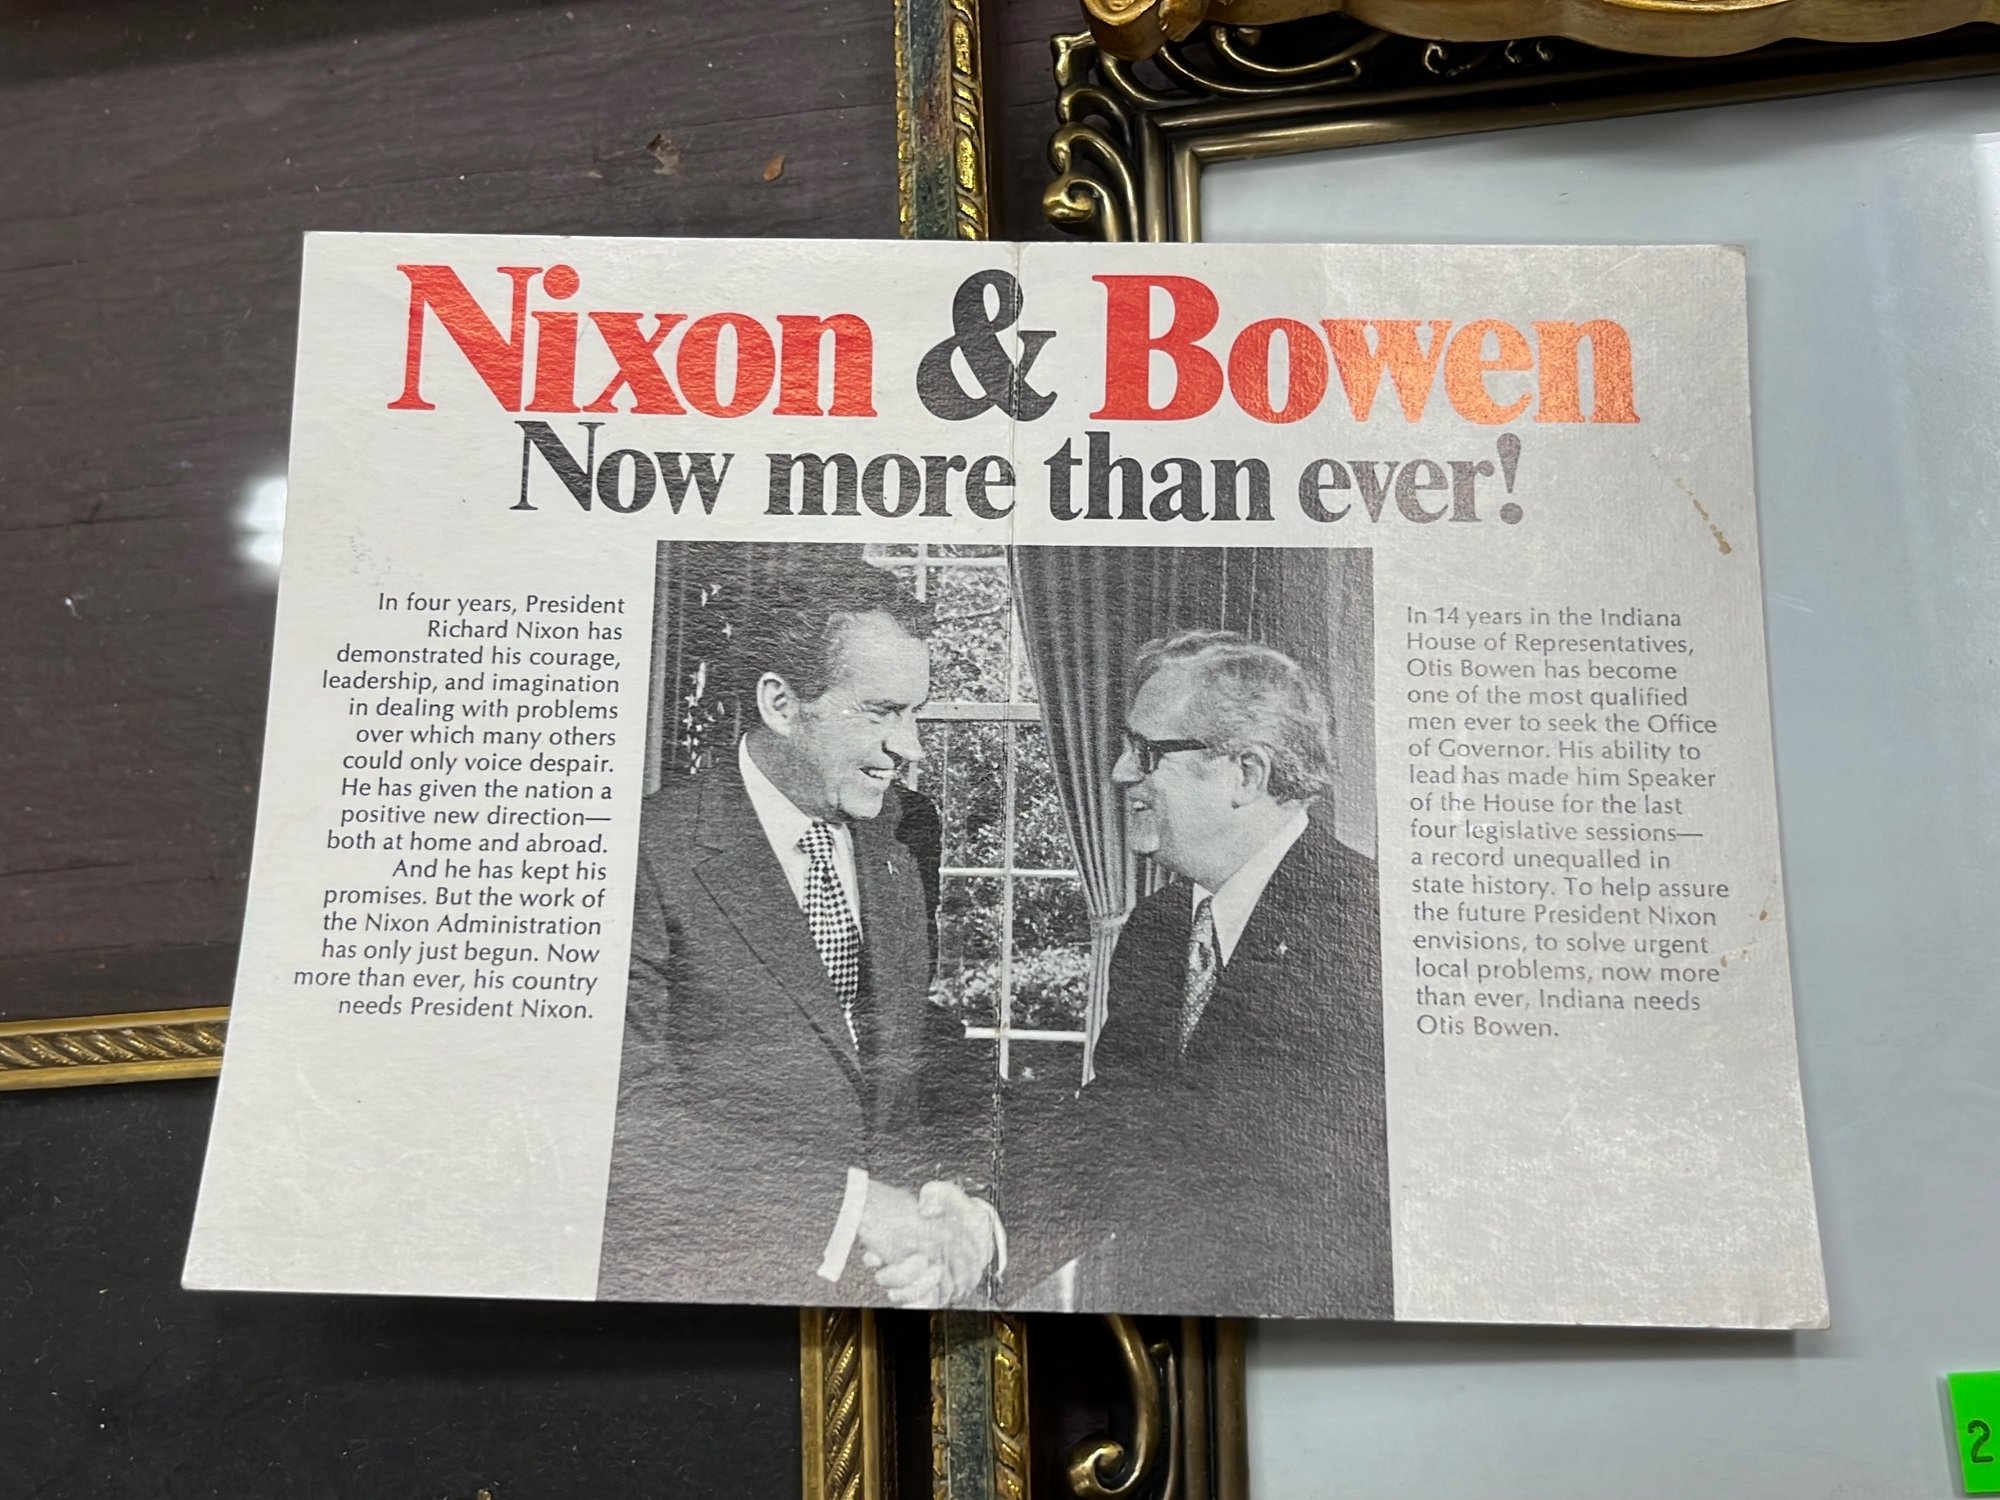 Nixon & Bowen
Now more than ever!
In four years, President
Richard Nixon has
demonstrated his courage,
leadership, and imagination
in dealing with problems
over which many others
could only voice despair.
He has given the nation a
positive new direction—
both at home and abroad.
And he has kept his
promises. But the work of
the Nixon Administration
has only just begun. Now
more than ever, his country
needs President Nixon.
In 14 years in the Indiana
House of Representatives,
Otis Bowen has become
one of the most qualified
men ever to seek the Office
of Governor. His ability to
lead has made him Speaker
of the House for the last
four legislative sessions—
a record unequalled in
state history. To help assure
the future President Nixon
envisions, to solve urgent
local problems, now more
than ever, Indiana needs
Otis Bowen.
2